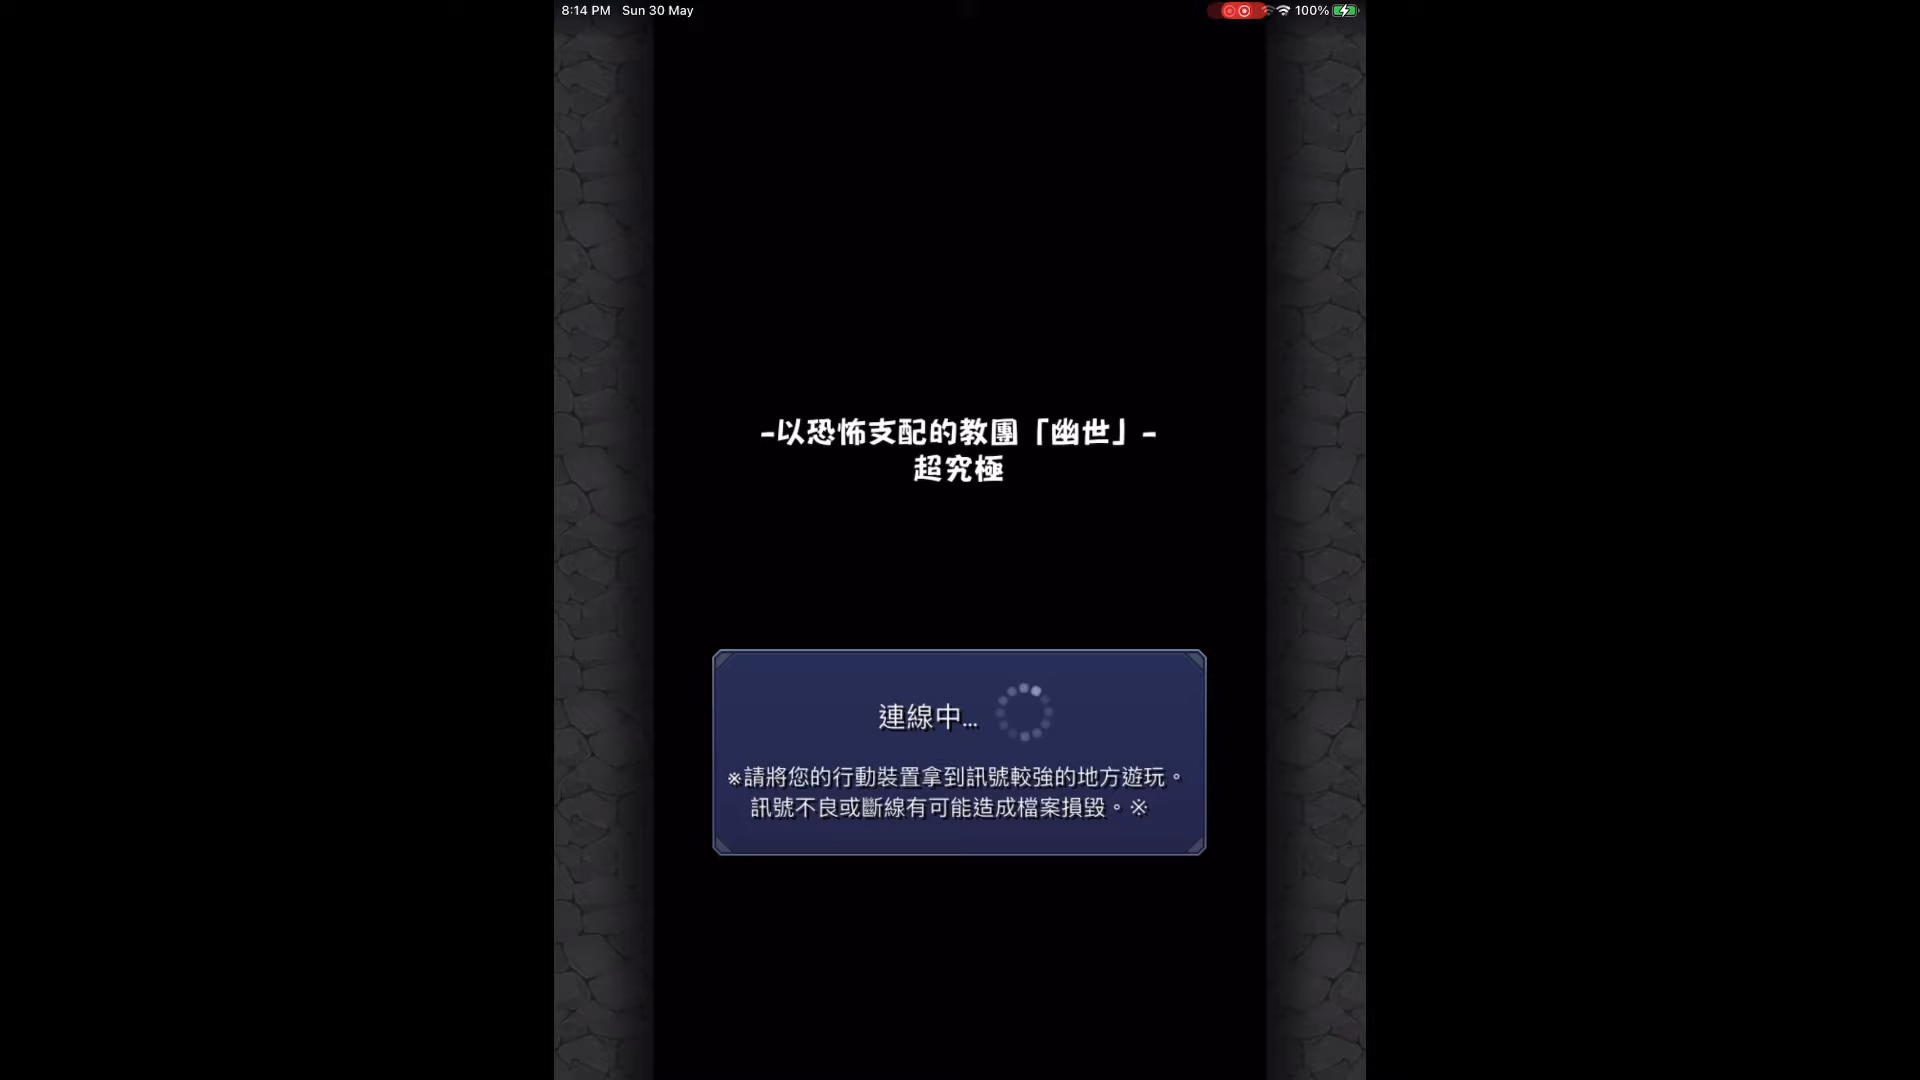 8:14 PM Sun 30 May
100%
-以恐怖支配的教團「幽世」-
超究極
連線中...
※請將您的行動裝置拿到訊號較強的地方遊玩。
訊號不良或斷線有可能造成檔案損毀。※